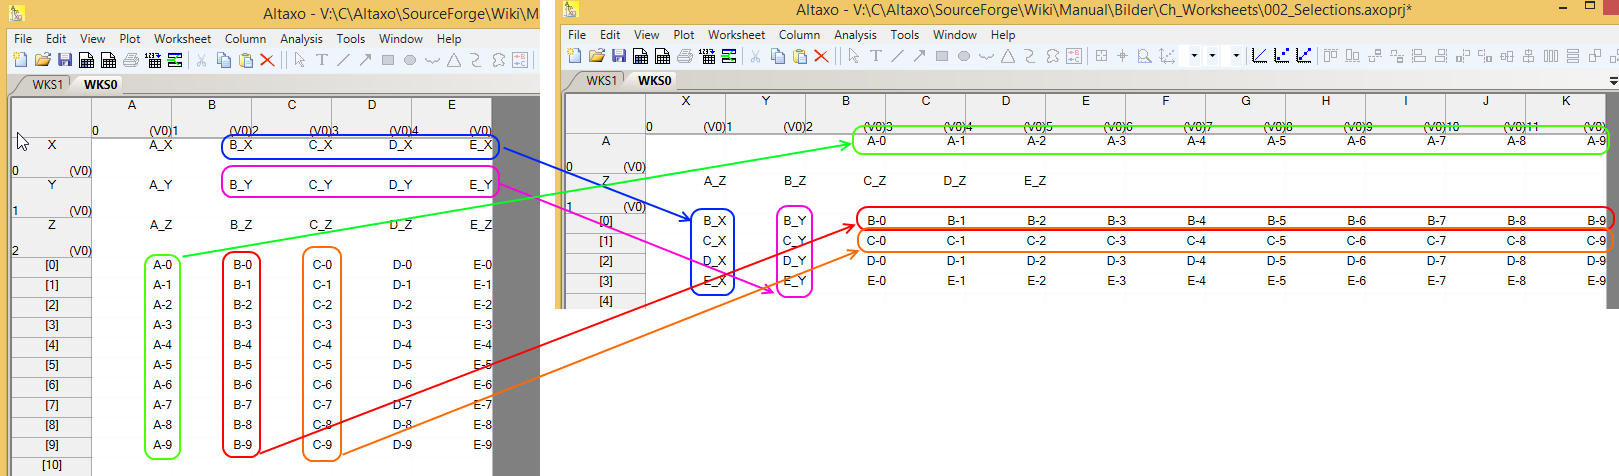 Altaxo - V:\C\Altaxo\SourceForge\Wiki\M
File Edit View Plot Worksheet Column Analysis Tools Window Help
WKS1 WKS0
A B C D E
0 (V0)1 (V0)2 (V0)3 (V0)4 (V0)
X A_X B_X C_X D_X E_X
0 (V0)
Y A_Y B_Y C_Y D_Y E_Y
1 (V0)
Z A_Z B_Z C_Z D_Z E_Z
2 (V0)
[0] A-0 B-0 C-0 D-0 E-0
[1] A-1 B-1 C-1 D-1 E-1
[2] A-2 B-2 C-2 D-2 E-2
[3] A-3 B-3 C-3 D-3 E-3
[4] A-4 B-4 C-4 D-4 E-4
[5] A-5 B-5 C-5 D-5 E-5
[6] A-6 B-6 C-6 D-6 E-6
[7] A-7 B-7 C-7 D-7 E-7
[8] A-8 B-8 C-8 D-8 E-8
[9] A-9 B-9 C-9 D-9 E-9
[10]
Altaxo - V:\C\Altaxo\SourceForge\Wiki\Manual\Bilder\Ch_Worksheets\002_Selections.axoprj*
File Edit View Plot Worksheet Column Analysis Tools Window Help
WKS1 WKS0
X Y B C D E F G H I J K
0 (V0)1 (V0)2 (V0)3 (V0)4 (V0)5 (V0)6 (V0)7 (V0)8 (V0)9 (V0)10 (V0)11 (V0)
A A-0 A-1 A-2 A-3 A-4 A-5 A-6 A-7 A-8 A-9
0 (V0)
Z A_Z B_Z C_Z D_Z E_Z
1 (V0)
[0] B_X B_Y B-0 B-1 B-2 B-3 B-4 B-5 B-6 B-7 B-8 B-9
[1] C_X C_Y C-0 C-1 C-2 C-3 C-4 C-5 C-6 C-7 C-8 C-9
[2] D_X D_Y D-0 D-1 D-2 D-3 D-4 D-5 D-6 D-7 D-8 D-9
[3] E_X E_Y E-0 E-1 E-2 E-3 E-4 E-5 E-6 E-7 E-8 E-9
[4]